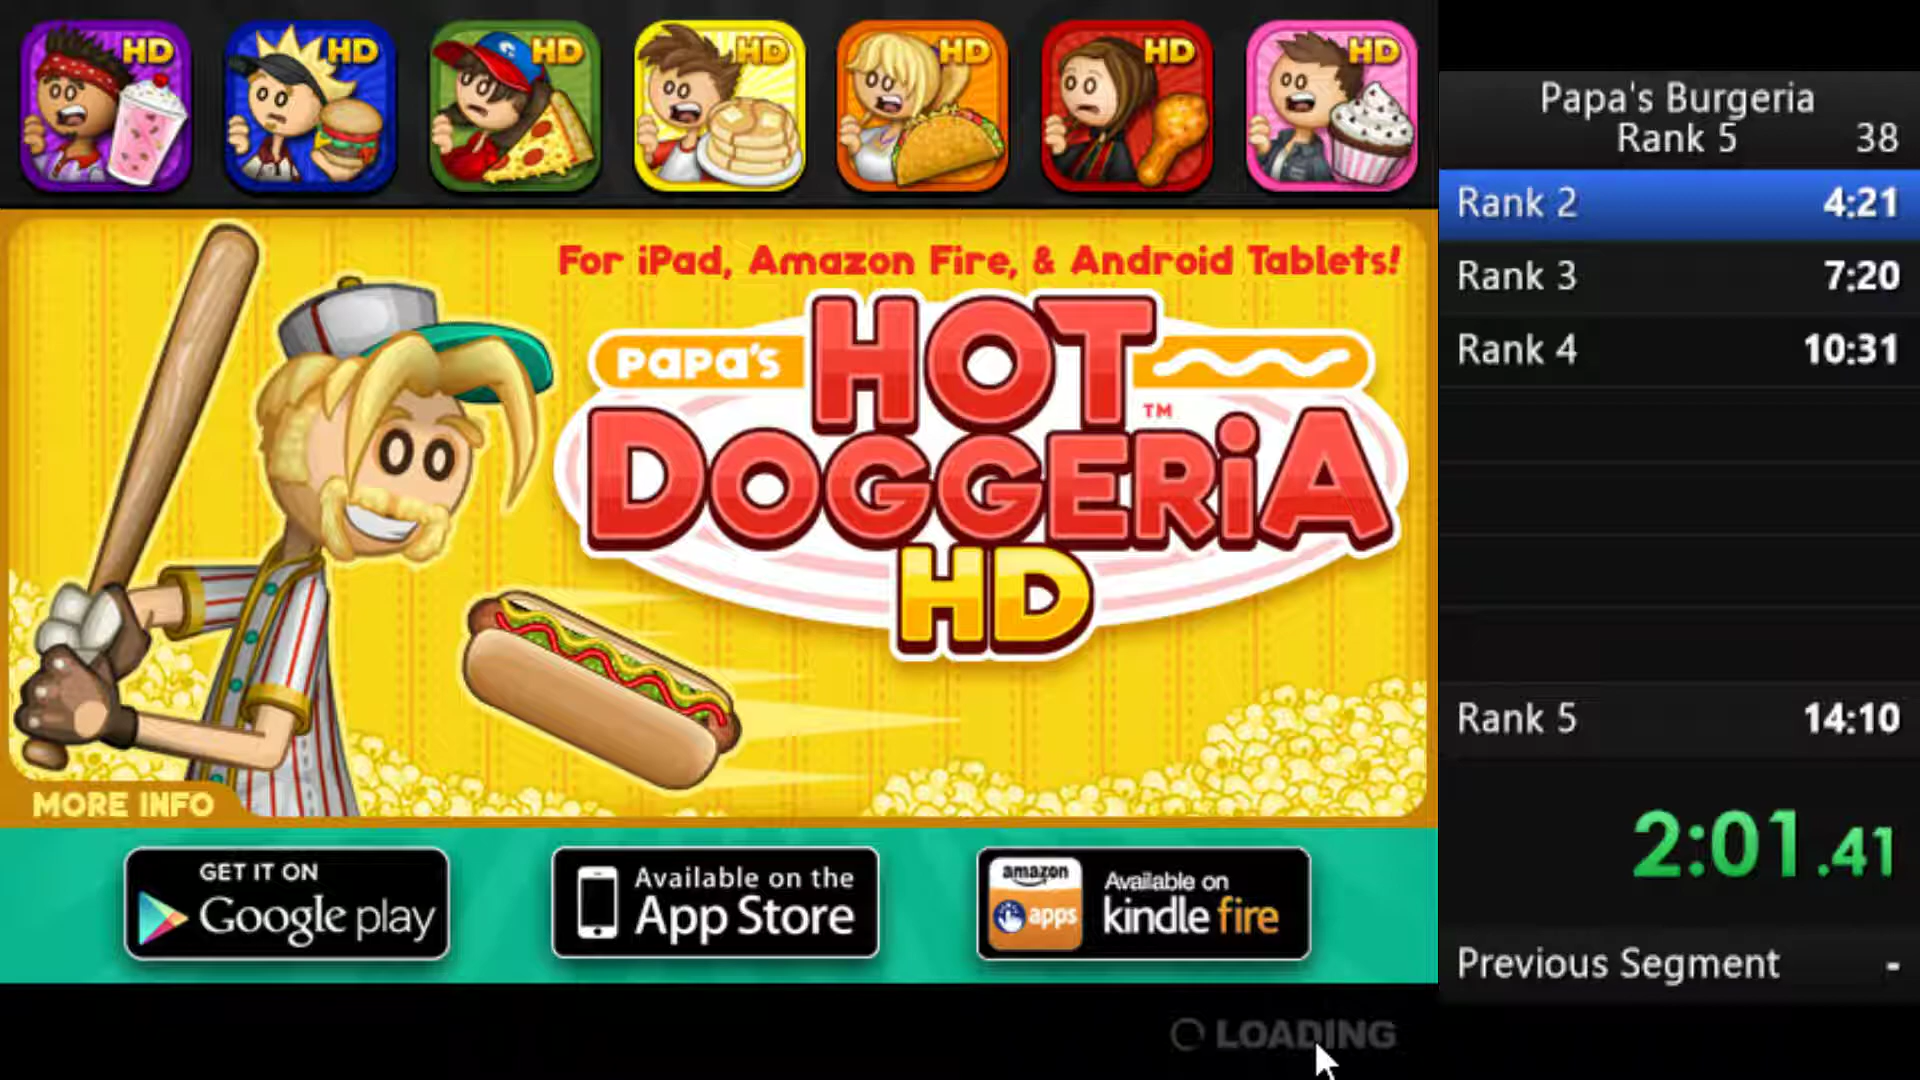 HD HD HD HD HD HD HD
For iPad, Amazon Fire, & Android Tablets!
PAPA'S
HOT
DOGGERIA
TM
HD
MORE INFO
GET IT ON
Google play
Available on the
App Store
amazon
apps
Available on
kindle fire
LOADING
Papa's Burgeria
Rank 5 38
Rank 2 4:21
Rank 3 7:20
Rank 4 10:31
Rank 5 14:10
2:01.41
Previous Segment -